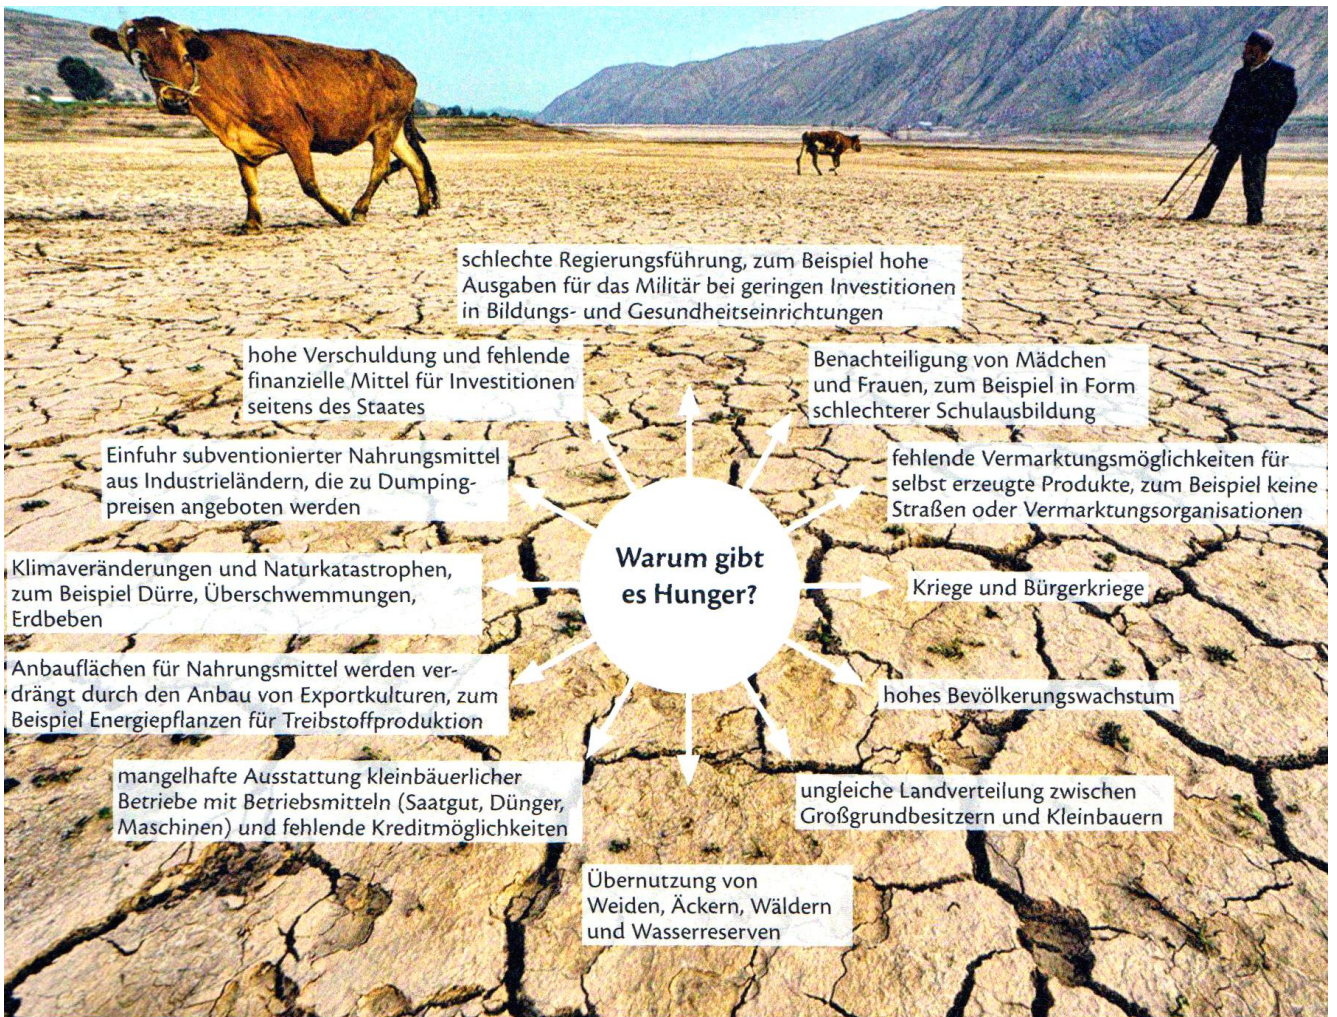 schlechte Regierungsführung, zum Beispiel hohe
Ausgaben für das Militär bei geringen Investitionen
in Bildungs- und Gesundheitseinrichtungen
hohe Verschuldung und fehlende
finanzielle Mittel für Investitionen
seitens des Staates
Benachteiligung von Mädchen
und Frauen, zum Beispiel in Form
schlechterer Schulausbildung
Einfuhr subventionierter Nahrungsmittel
aus Industrieländern, die zu Dumping-
preisen angeboten werden
fehlende Vermarktungsmöglichkeiten für
selbst erzeugte Produkte, zum Beispiel keine
Straßen oder Vermarktungsorganisationen
Warum gibt
es Hunger?
Klimaveränderungen und Naturkatastrophen,
zum Beispiel Dürre, Überschwemmungen,
Erdbeben
Kriege und Bürgerkriege
Anbauflächen für Nahrungsmittel werden ver-
drängt durch den Anbau von Exportkulturen, zum
Beispiel Energiepflanzen für Treibstoffproduktion
hohes Bevölkerungswachstum
mangelhafte Ausstattung kleinbäuerlicher
Betriebe mit Betriebsmitteln (Saatgut, Dünger,
Maschinen) und fehlende Kreditmöglichkeiten
ungleiche Landverteilung zwischen
Großgrundbesitzern und Kleinbauern
Übernutzung von
Weiden, Äckern, Wäldern
und Wasserreserven